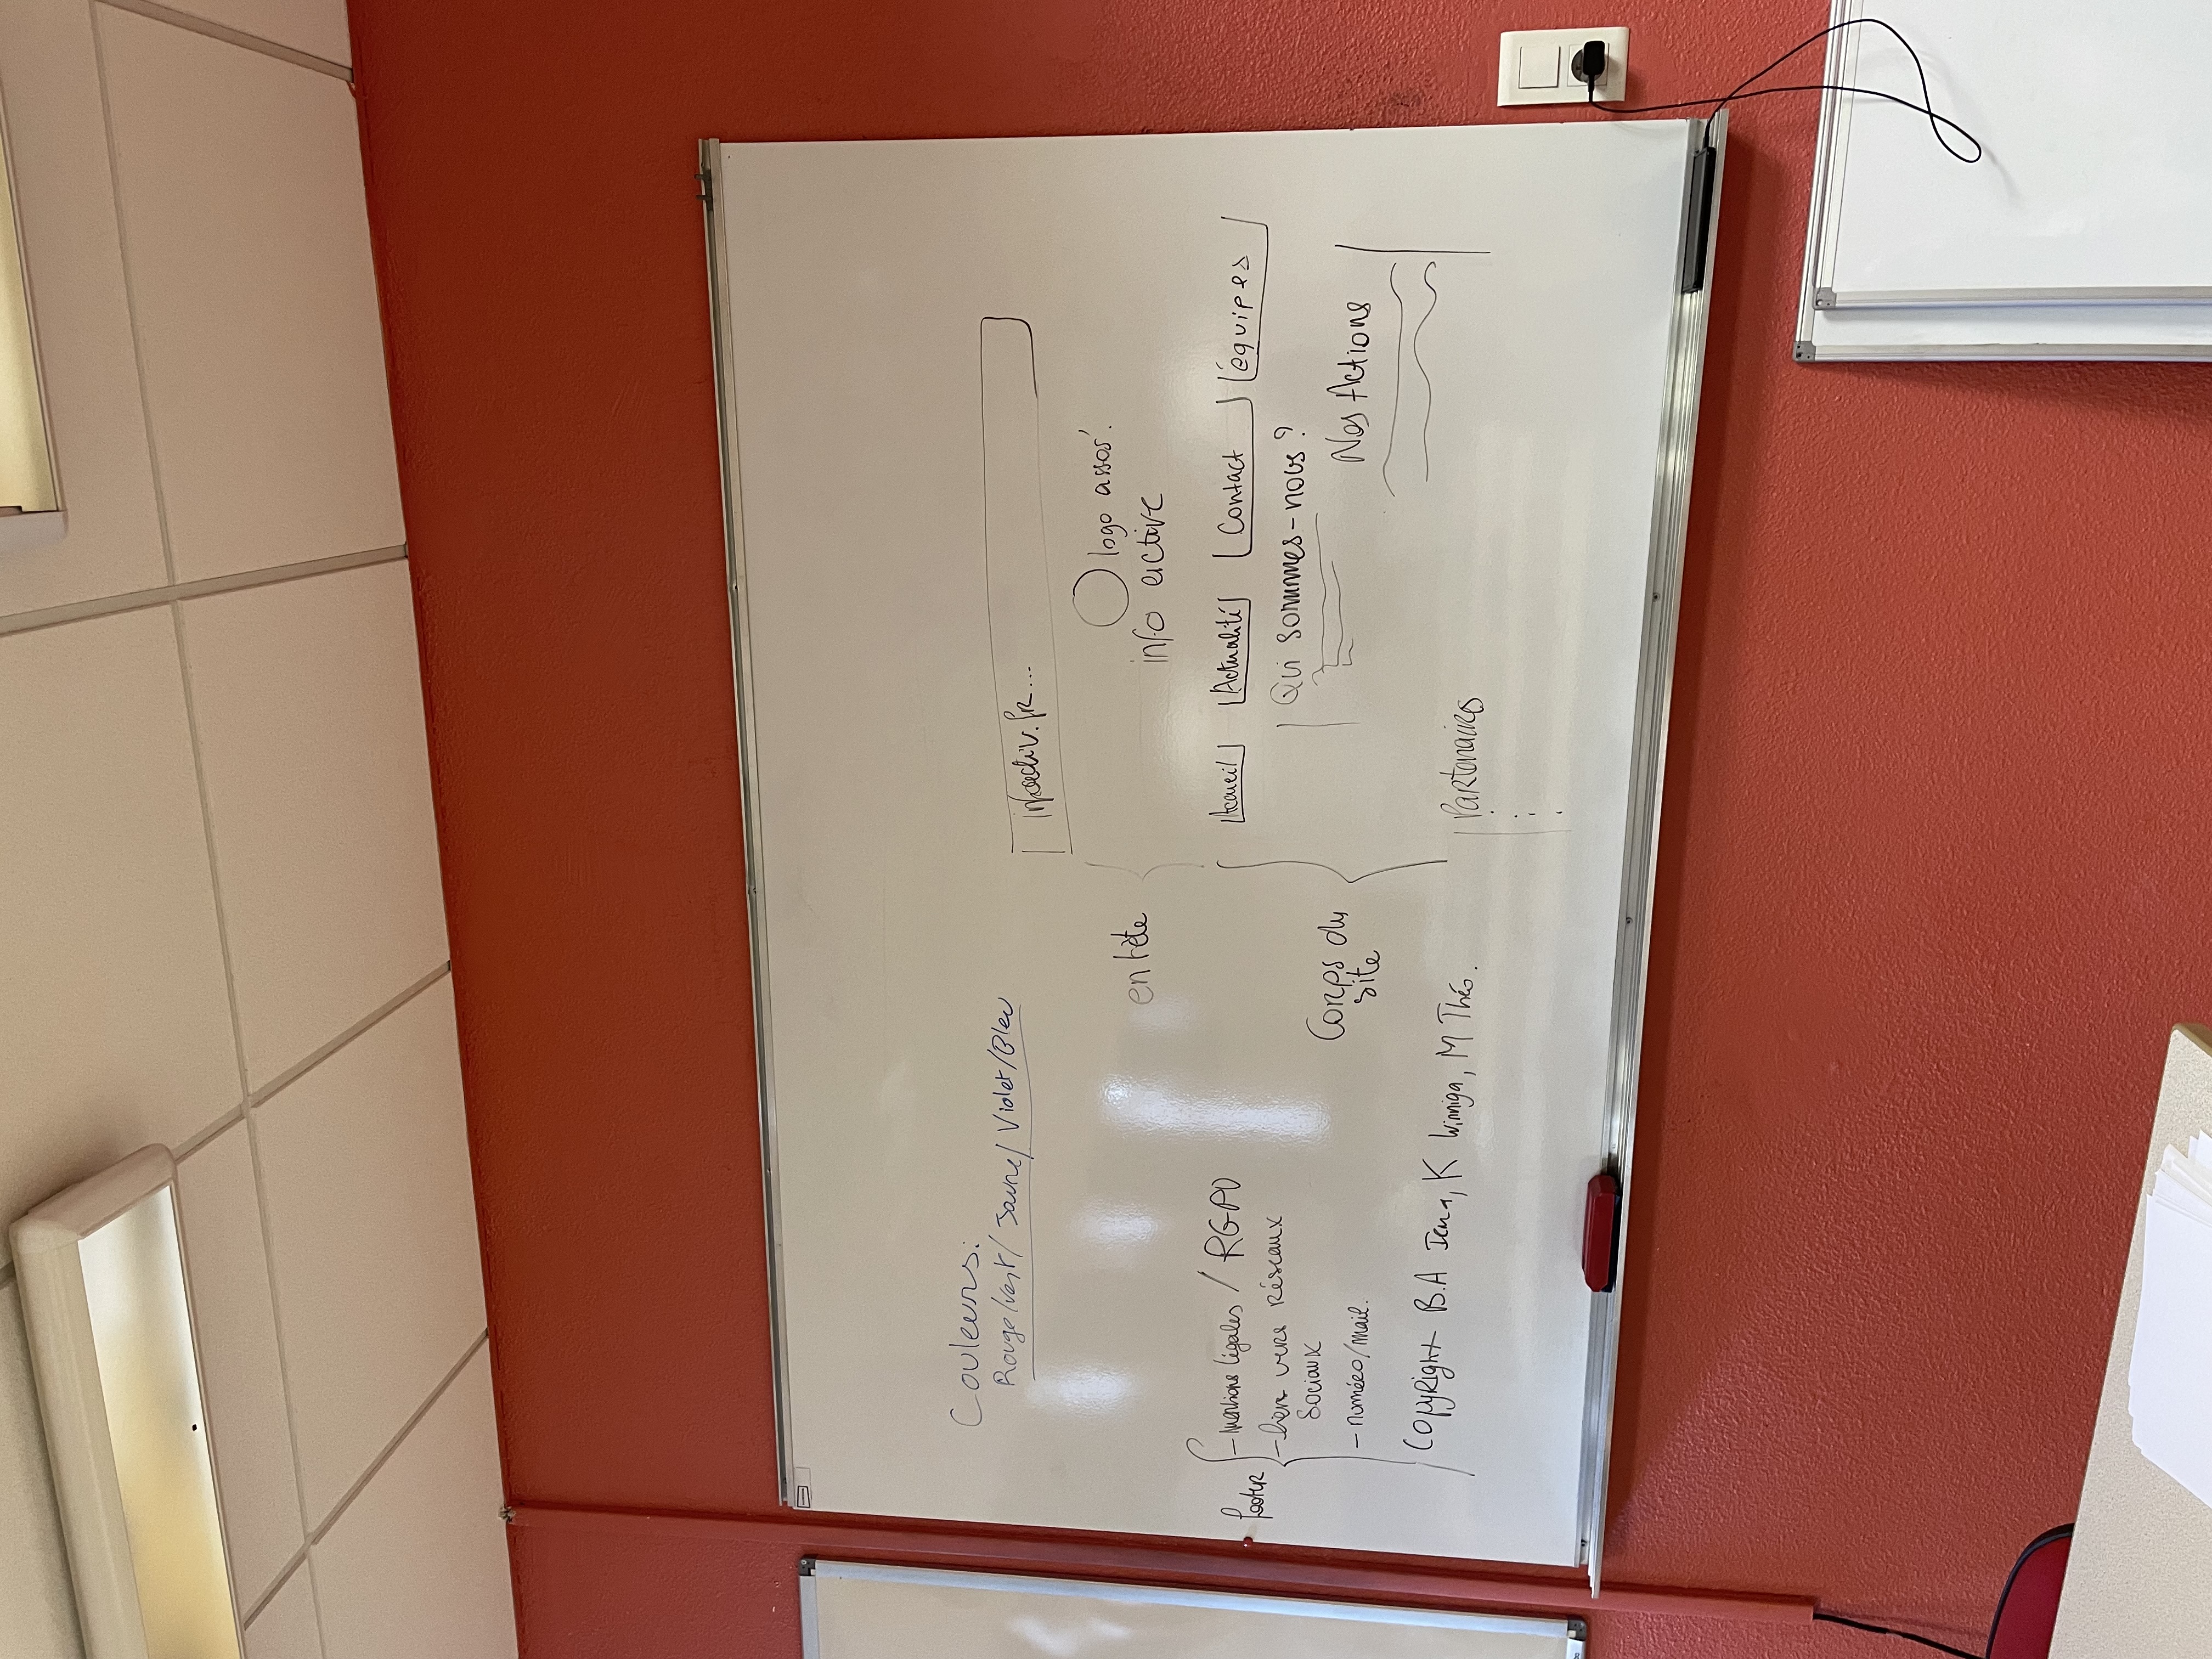 Couleurs:
Rouge/vert/ Jaune/ Violet/Bleu
infoactiv.fr...
en tête
logo assos'.
info active
footer
- mentions légales / RGPD
- liens vers réseaux
sociaux
- numéro/mail.
Copyright B.A Iema, K Winniga, M Théo.
Corps du
site
Accueil
Actualité
Contact
équipes
Qui sommes-nous ?
Nos Actions
Partenaires